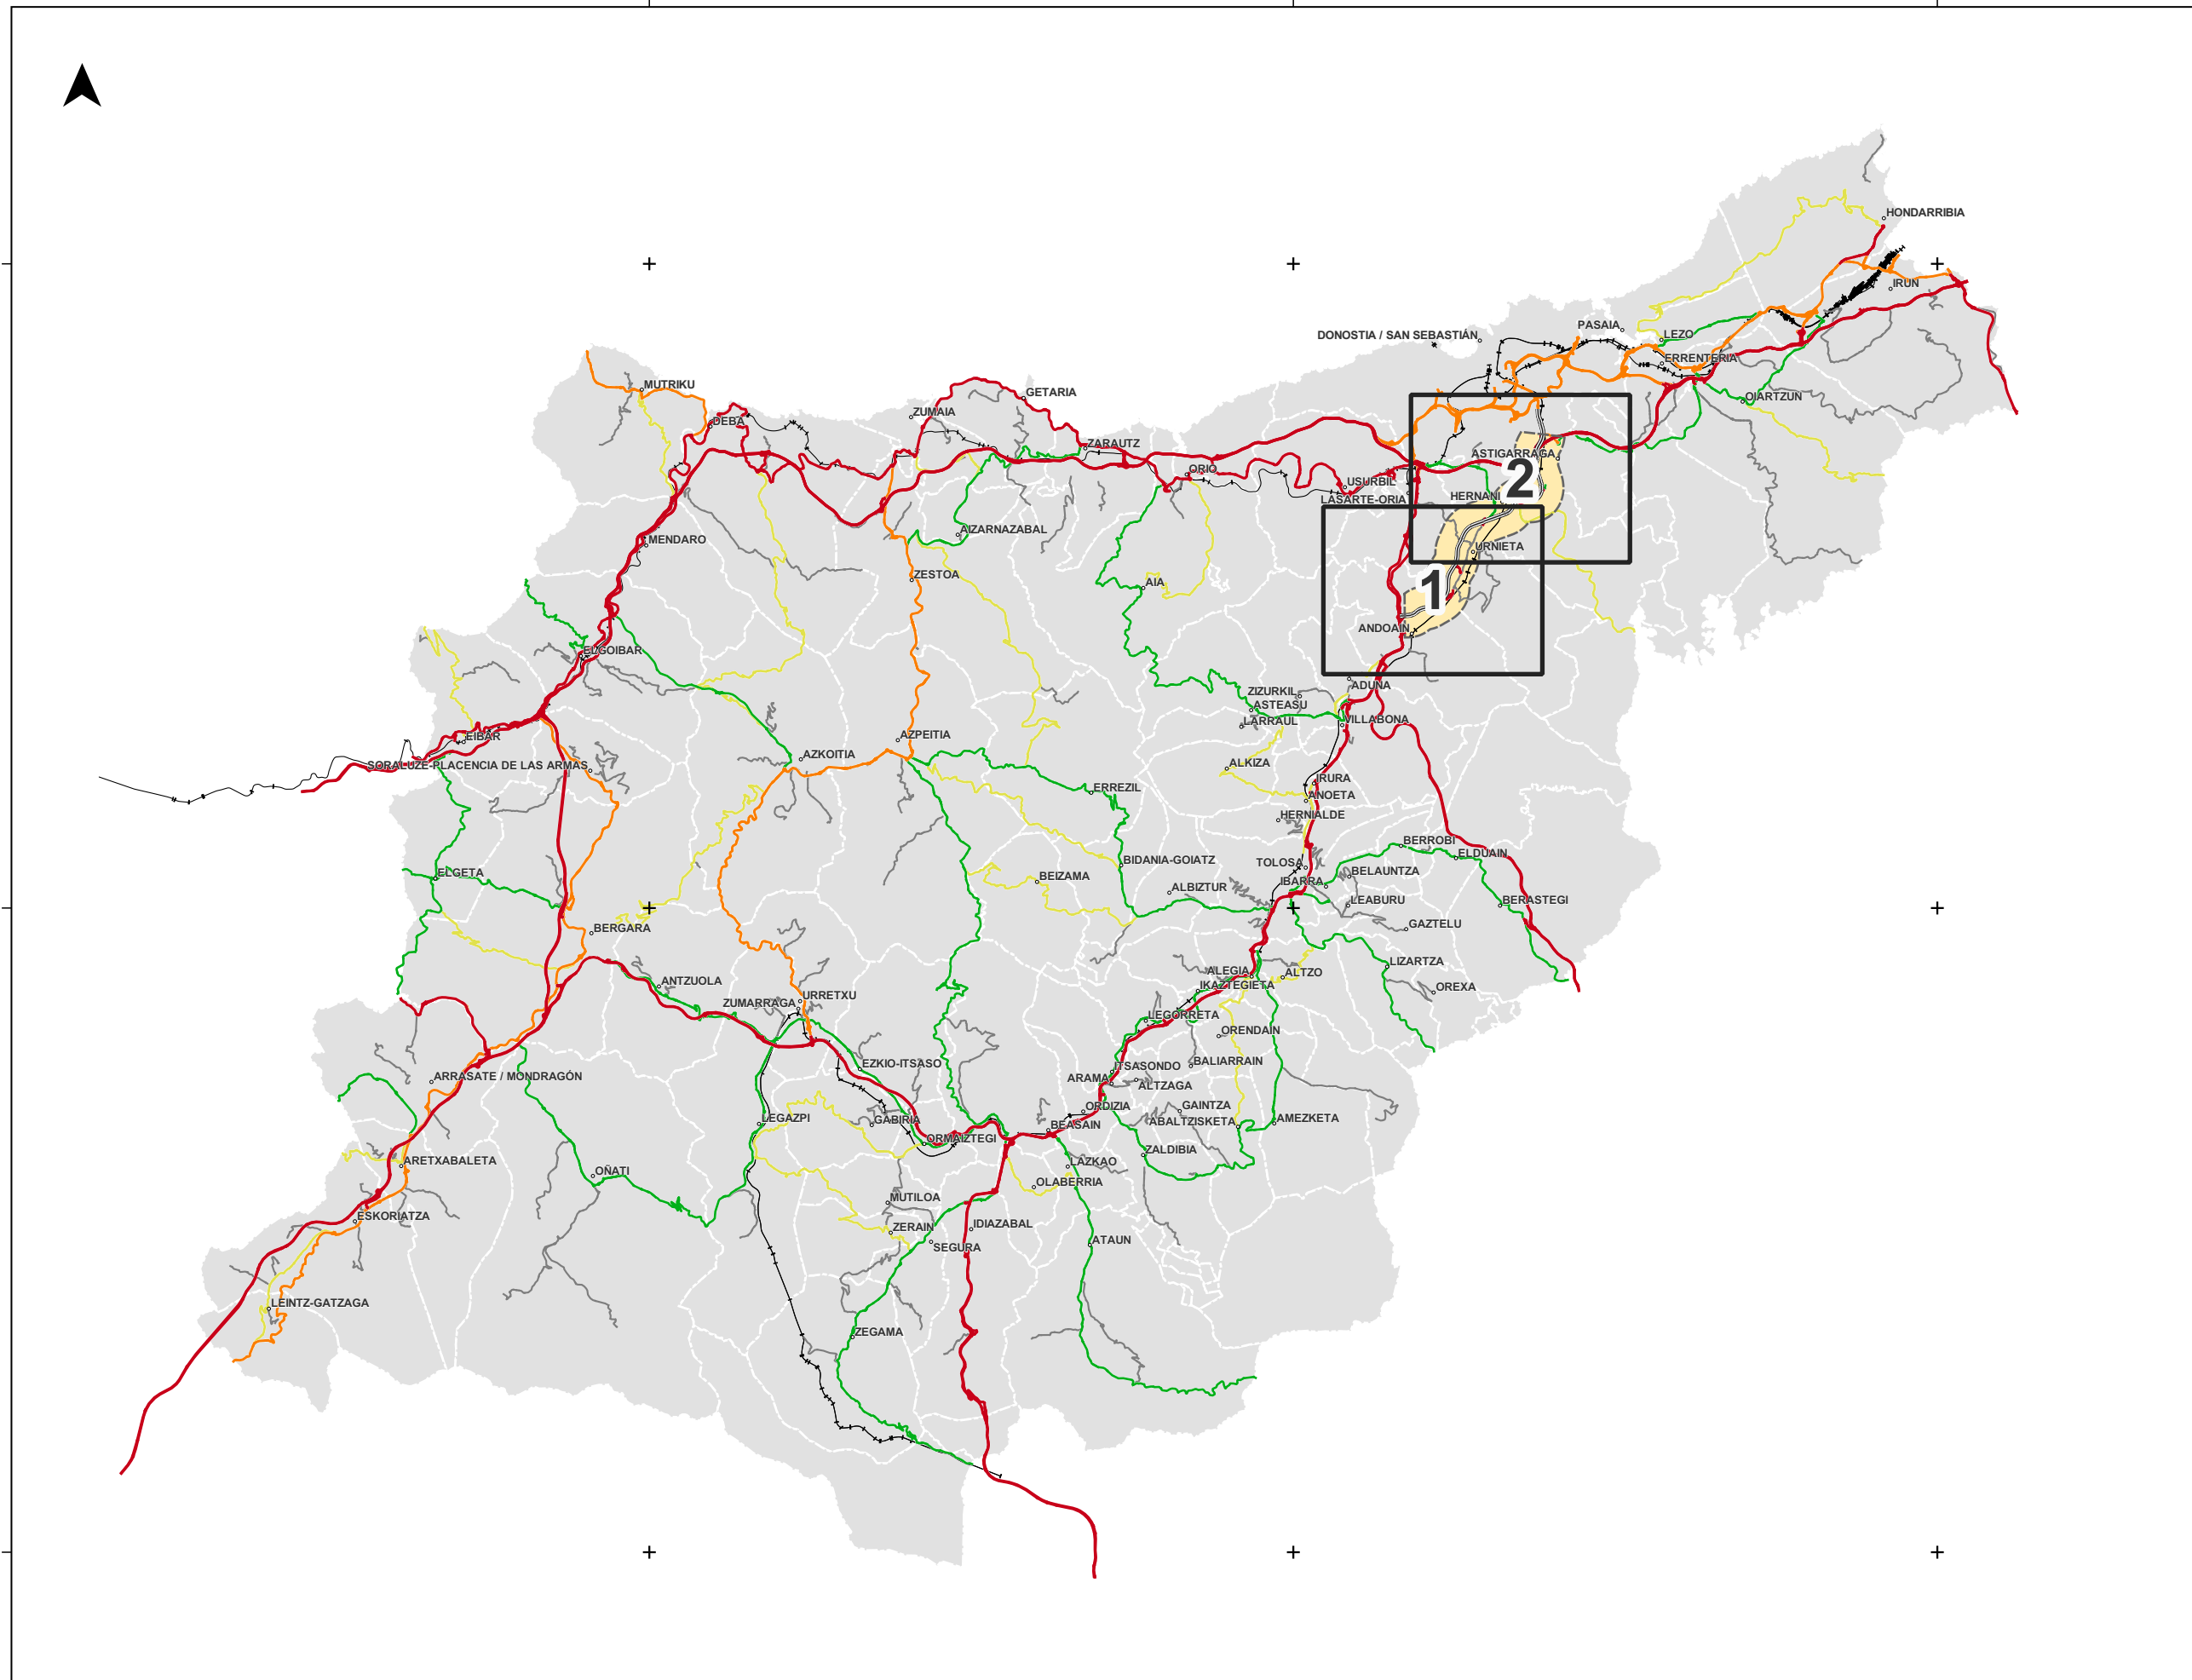 HONDARRIBIA
IRUN
PASAIA
DONOSTIA / SAN SEBASTIÁN
LEZO
ERRENTERIA
MUTRIKU
GETARIA
OIARTZUN
ZUMAIA
DEBA
ZARAUTZ
ASTIGARRAGA
ORIO
2
USURBIL
HERNANI
LASARTE-ORIA
AIZARNAZABAL
MENDARO
URNIETA
ZESTOA
AIA
1
ANDOAIN
ELGOIBAR
ADUNA
ZIZURKIL
ASTEASU
LARRAUL
VILLABONA
EIBAR
AZPEITIA
AZKOITIA
SORALUZE-PLACENCIA DE LAS ARMAS
ALKIZA
IRURA
ERREZIL
ANOETA
HERNIALDE
BERROBI
ELDUAIN
BIDANIA-GOIATZ
TOLOSA
ELGETA
BELAUNTZA
BEIZAMA
IBARRA
ALBIZTUR
LEABURU
BERASTEGI
GAZTELU
BERGARA
LIZARTZA
ALEGIA
ALTZO
ANTZUOLA
IKAZTEGIETA
OREXA
URRETXU
ZUMARRAGA
LEGORRETA
ORENDAIN
EZKIO-ITSASO
BALIARRAIN
ITSASONDO
ARRASATE / MONDRAGÓN
ARAMA
ALTZAGA
ORDIZIA
GAINTZA
LEGAZPI
GABIRIA
ABALTZISKETA
AMEZKETA
BEASAIN
ORMAIZTEGI
ZALDIBIA
ARETXABALETA
LAZKAO
OÑATI
OLABERRIA
MUTILOA
ESKORIATZA
IDIAZABAL
ZERAIN
ATAUN
SEGURA
LEINTZ-GATZAGA
ZEGAMA